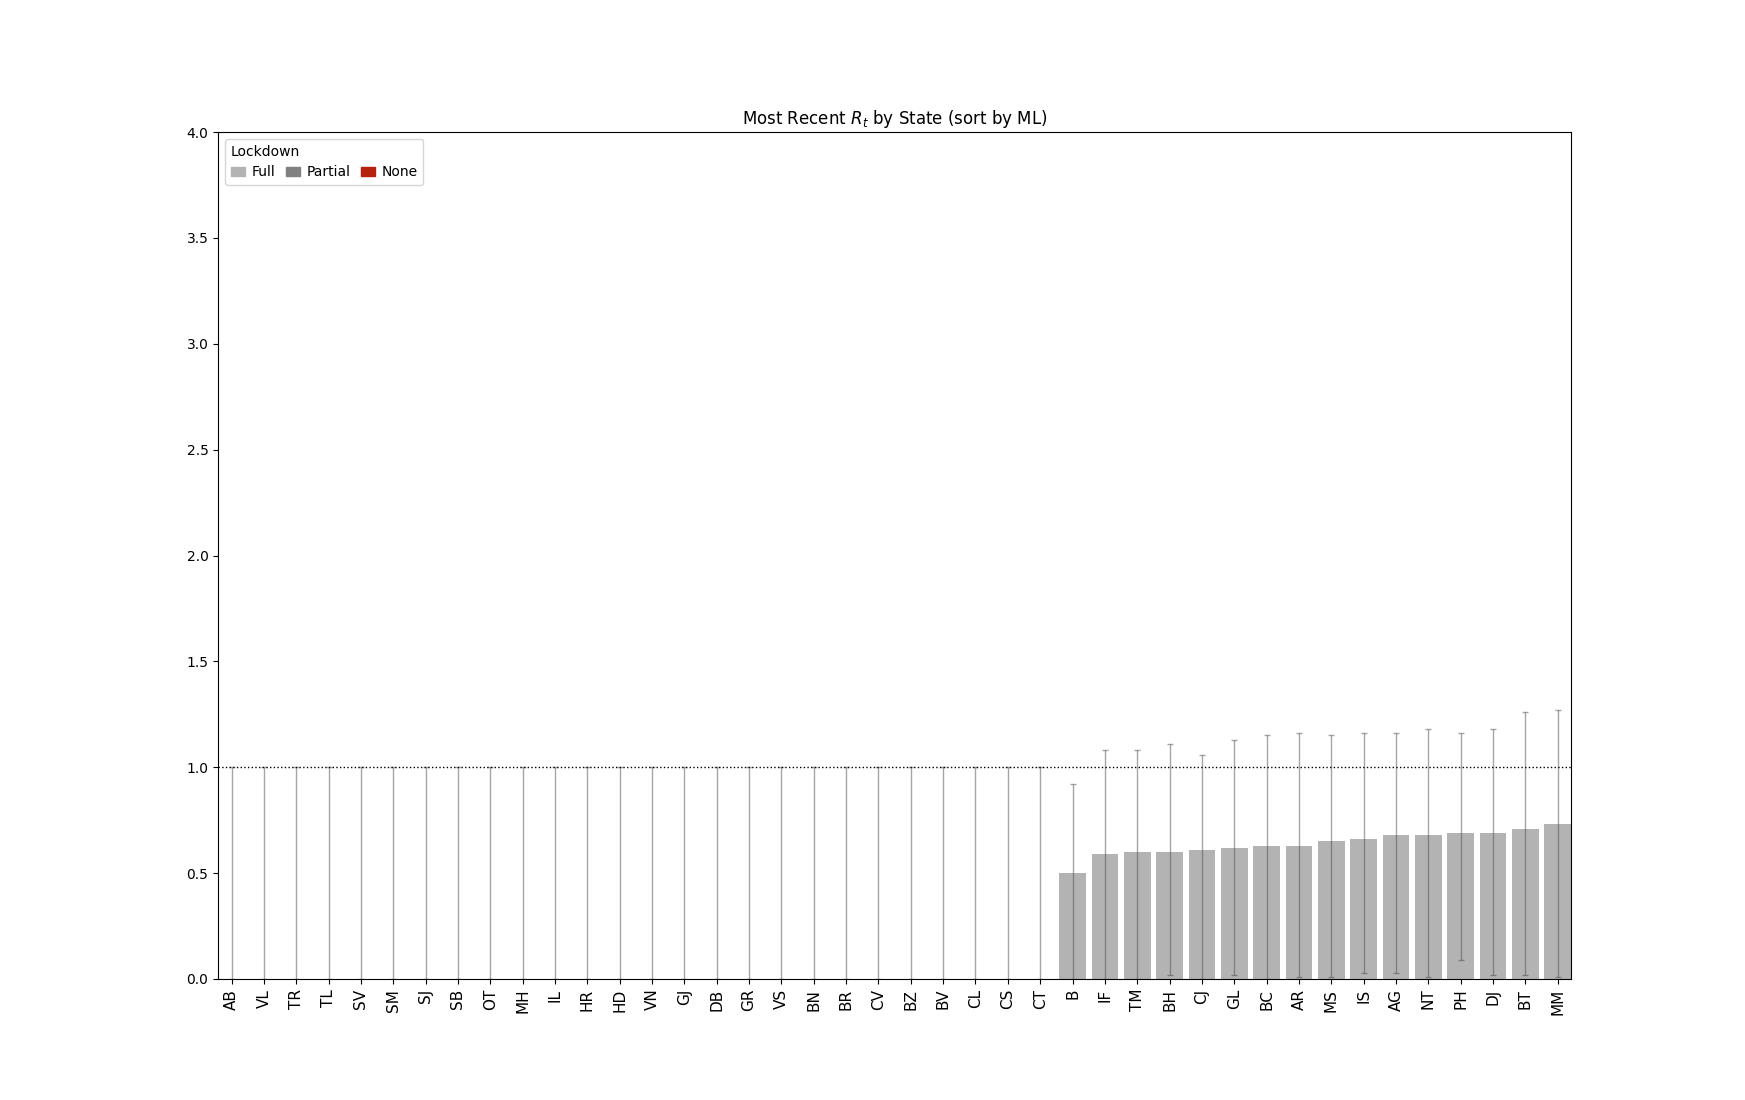 Most Recent Rt by State (sort by ML)
Lockdown
Full Partial None
4.0
3.5
3.0
2.5
2.0
1.5
1.0
0.5
0.0
AB VL TR TL SV SM SJ SB OT MH IL HR HD VN GJ DB GR VS BN BR CV BZ BV CL CS CT B IF TM BH CJ GL BC AR MS IS AG NT PH DJ BT MM